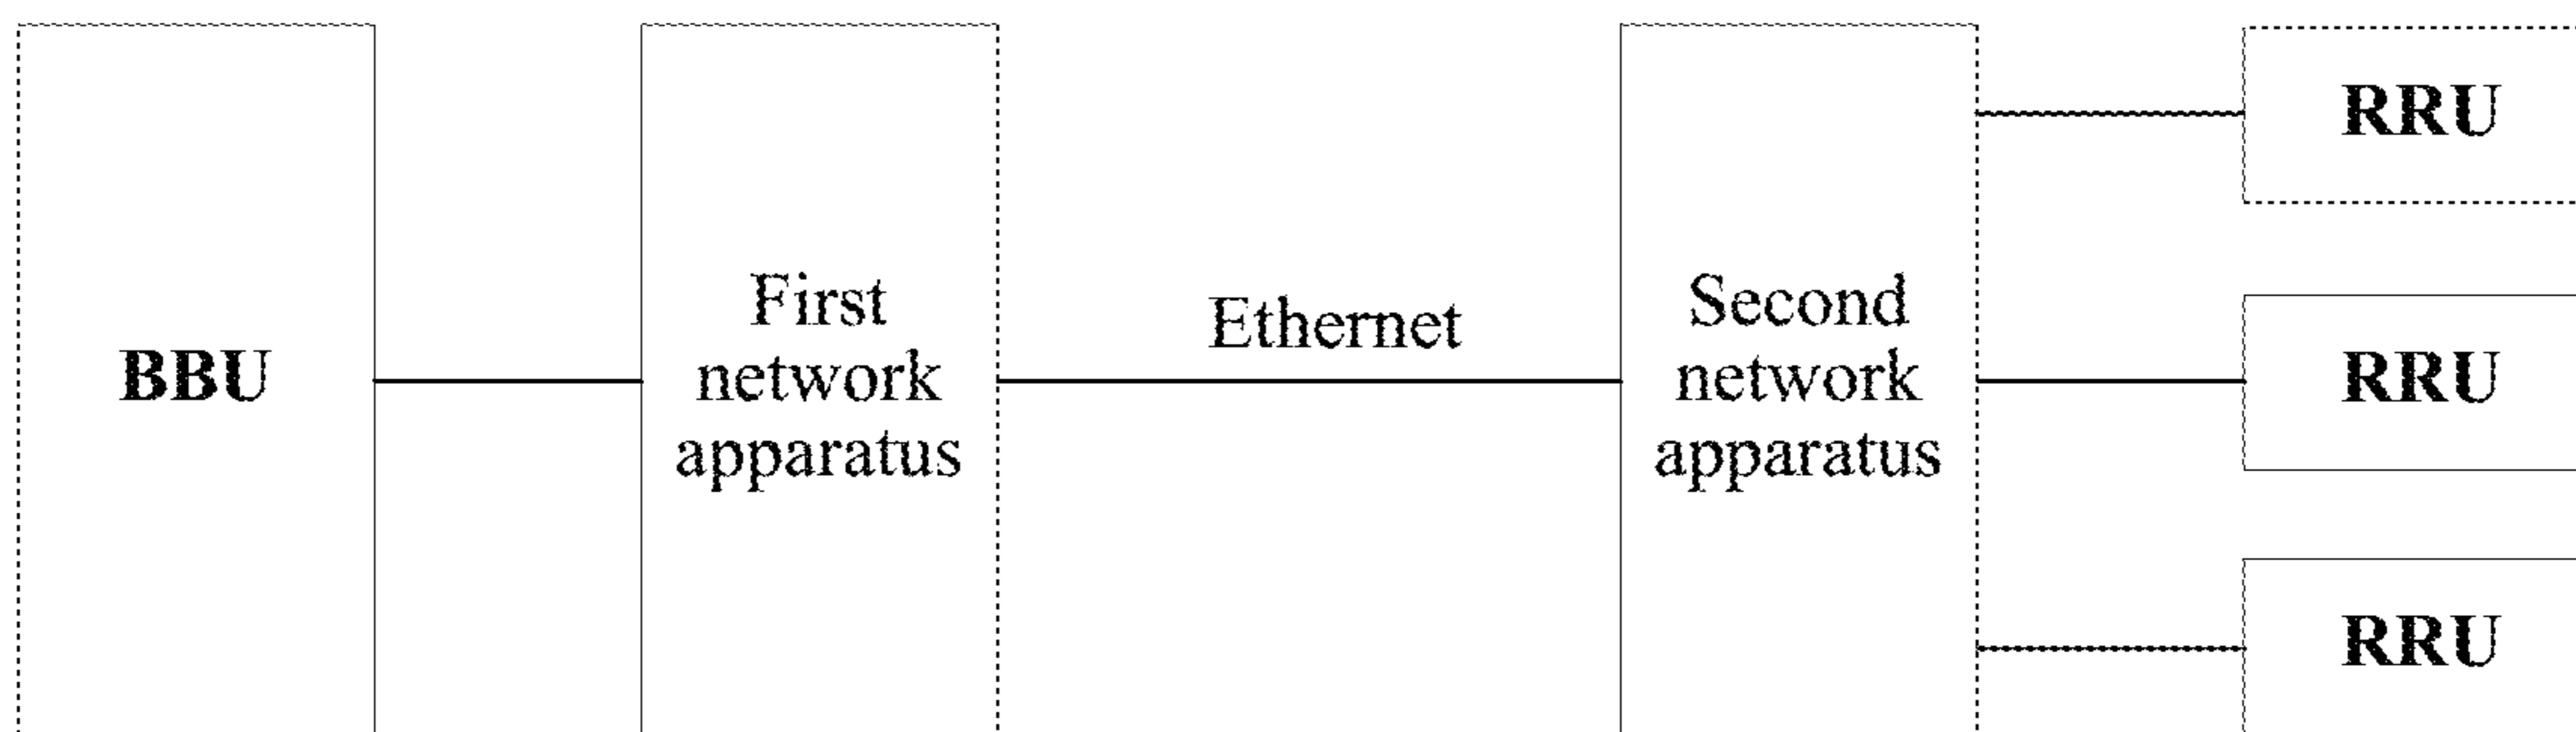 BBU
First
network
apparatus
Ethernet
Second
network
apparatus
RRU
RRU
RRU